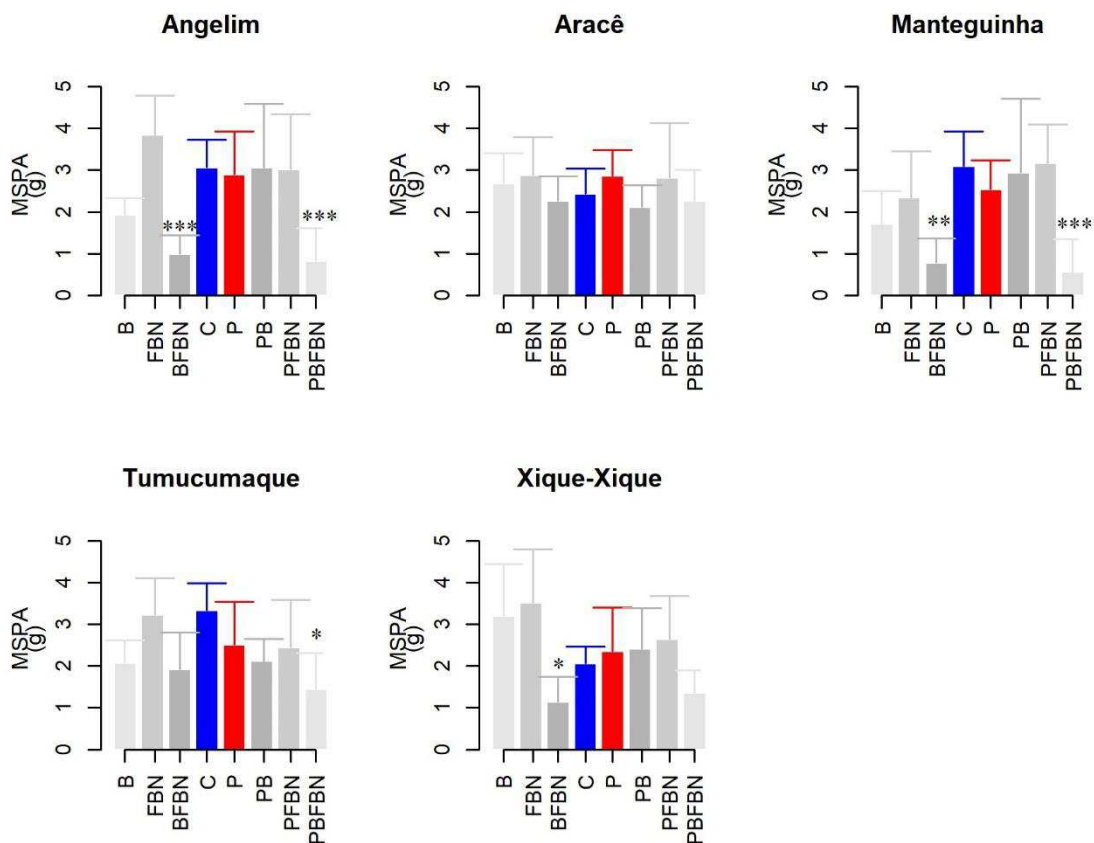 Angelim
MSPA
(g)
5
4
3
2
1
0
***
***
B
FBN
BFBN
C
P
PB
PFBN
PBFBN
Aracê
MSPA
(g)
5
4
3
2
1
0
B
FBN
BFBN
C
P
PB
PFBN
PBFBN
Manteguinha
MSPA
(g)
5
4
3
2
1
0
**
***
B
FBN
BFBN
C
P
PB
PFBN
PBFBN
Tumucumaque
MSPA
(g)
5
4
3
2
1
0
*
B
FBN
BFBN
C
P
PB
PFBN
PBFBN
Xique-Xique
MSPA
(g)
5
4
3
2
1
0
*
B
FBN
BFBN
C
P
PB
PFBN
PBFBN